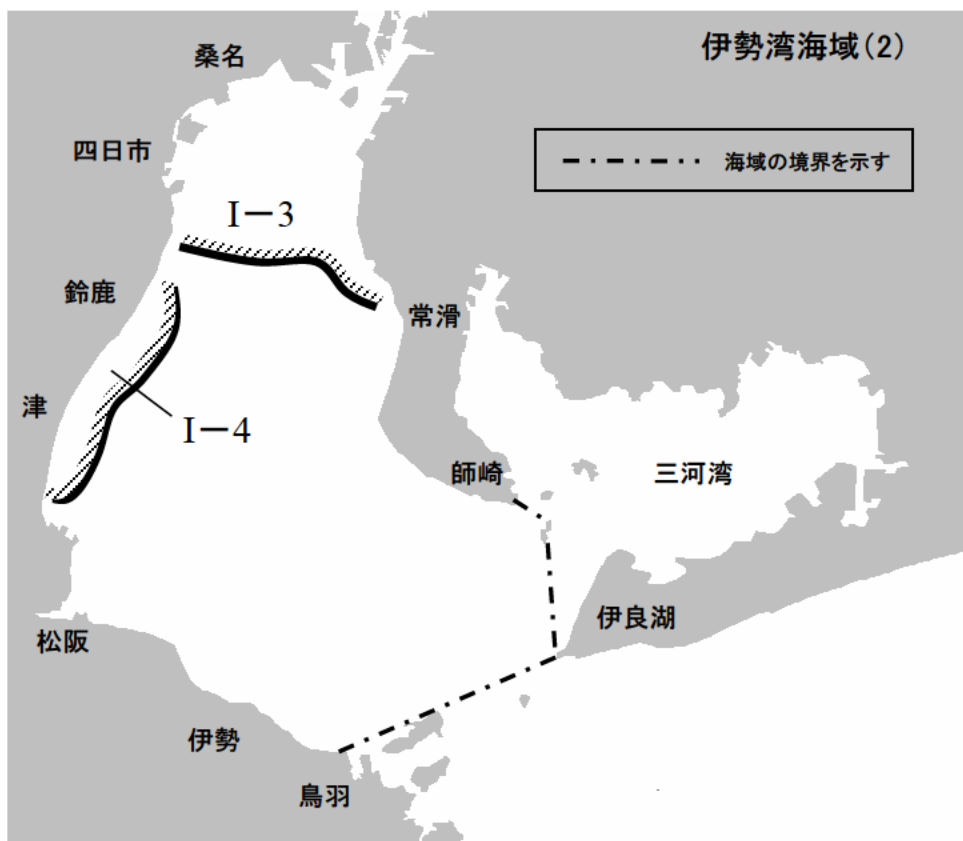 伊勢湾海域(2)
桑名
四日市
海域の境界を示す
I－3
鈴鹿
常滑
津
I－4
師崎
三河湾
伊良湖
松阪
伊勢
鳥羽